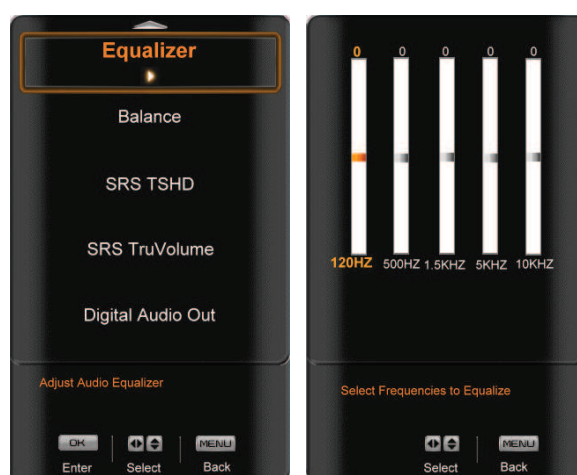 Equalizer
Balance
SRS TSHD
SRS TruVolume
Digital Audio Out
Adjust Audio Equalizer
OK MENU
Enter Select Back
0 0 0 0 0
120HZ 500HZ 1.5KHZ 5KHZ 10KHZ
Select Frequencies to Equalize
MENU
Select Back